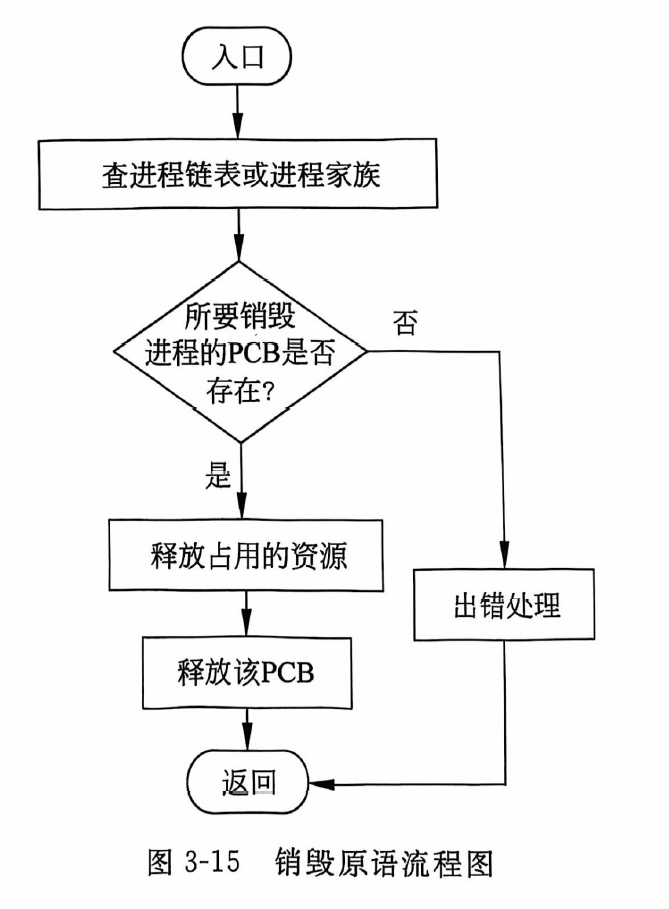 入口
查进程链表或进程家族
所要销毁
进程的PCB是否
存在?
否
是
释放占用的资源
出错处理
释放该PCB
返回
图 3-15 销毁原语流程图